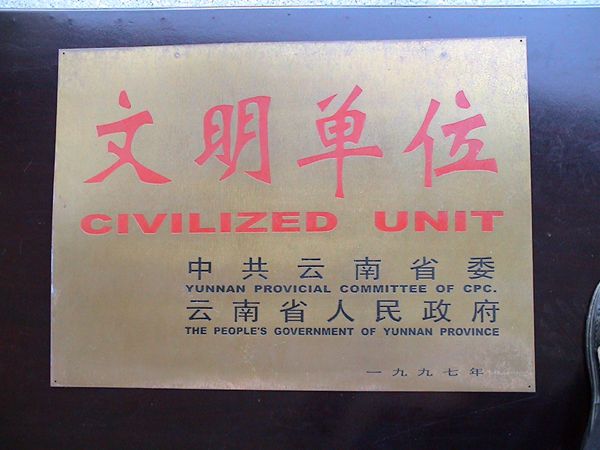 文明单位
CIVILIZED UNIT
中共云南省委
YUNNAN PROVICIAL COMMITTEE OF CPC.
云南省人民政府
THE PEOPLE'S GOVERNMENT OF YUNNAN PROVINCE
一九九七年